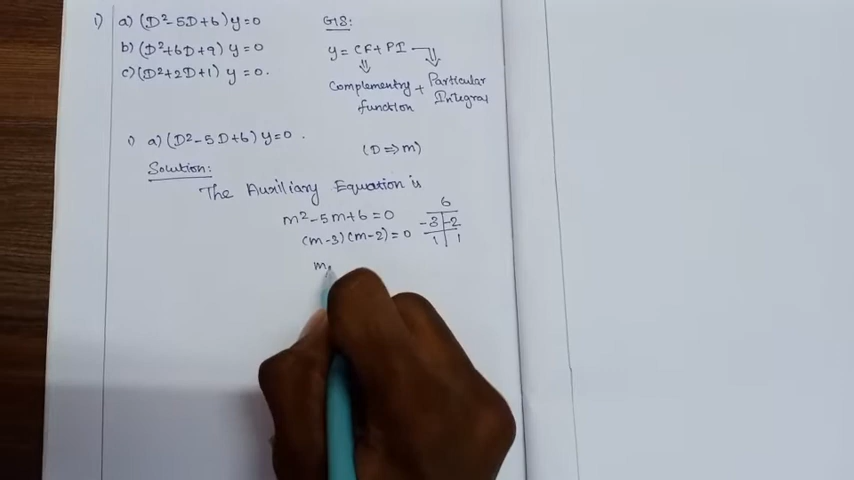 1) a) (D²-5D+6)y=0
b) (D²+6D+9) y=0
c) (D²+2D+1) y=0.
GIS:
y = CF + PI
Complementry function + Particular Integral
1) a) (D²-5D+6)y=0.
(D⇒m)
Solution:
The Auxiliary Equation is
m²-5m+6=0
(m-3)(m-2)=0
6
-3 | -2
1 | 1
m